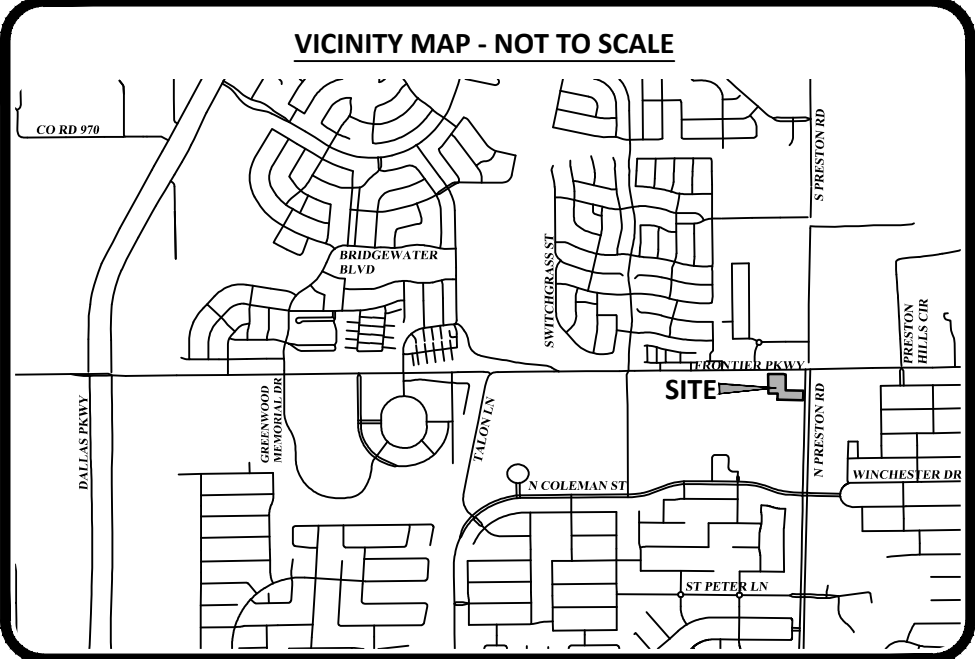 VICINITY MAP - NOT TO SCALE
CO RD 970
S PRESTON RD
BRIDGEWATER
BLVD
SWITCHGRASS ST
PRESTON
HILLS CIR
FRONTIER PKWY
SITE
DALLAS PKWY
GREENWOOD
MEMORIAL DR
TALON LN
N PRESTON RD
WINCHESTER DR
N COLEMAN ST
ST PETER LN